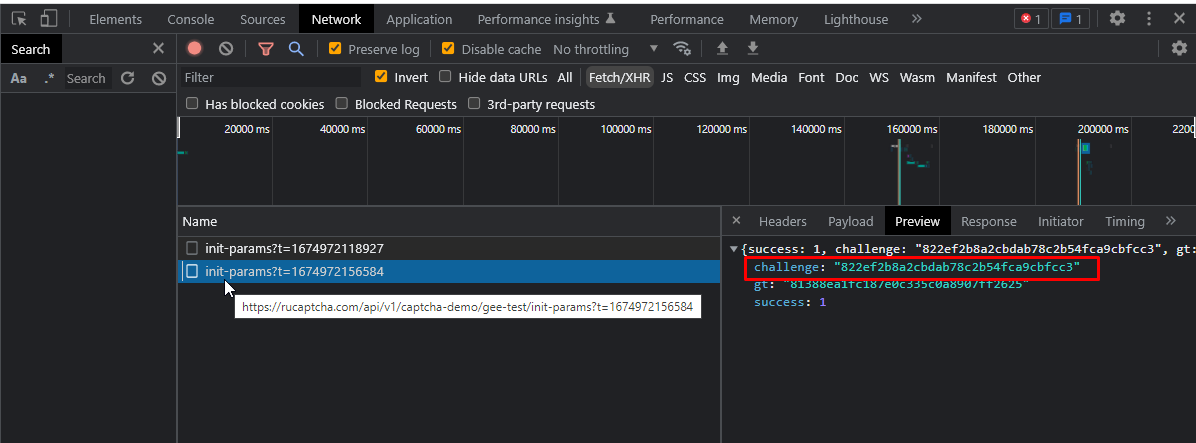 Elements Console Sources Network Application Performance insights Performance Memory Lighthouse » 1 1
Search
Preserve log Disable cache No throttling
Aa .* Search
Filter Invert Hide data URLs All Fetch/XHR JS CSS Img Media Font Doc WS Wasm Manifest Other
Has blocked cookies Blocked Requests 3rd-party requests
20000 ms 40000 ms 60000 ms 80000 ms 100000 ms 120000 ms 140000 ms 160000 ms 180000 ms 200000 ms 2200
Name
Headers Payload Preview Response Initiator Timing »
init-params?t=1674972118927
{success: 1, challenge: "822ef2b8a2cbdab78c2b54fca9cbfcc3", gt:
init-params?t=1674972156584
challenge: "822ef2b8a2cbdab78c2b54fca9cbfcc3"
gt: "81388ea1fc187e0c335c0a8907ff2625"
https://rucaptcha.com/api/v1/captcha-demo/gee-test/init-params?t=1674972156584
success: 1